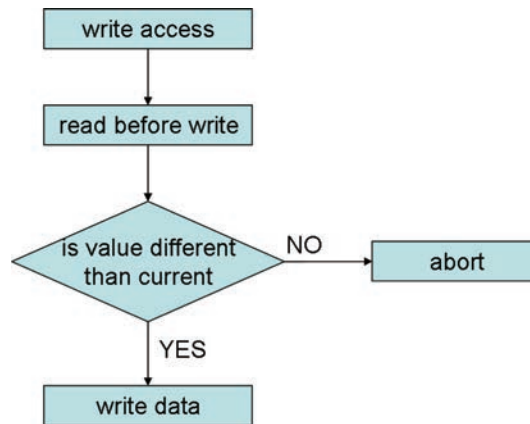 write access
read before write
is value different
than current
NO
abort
YES
write data